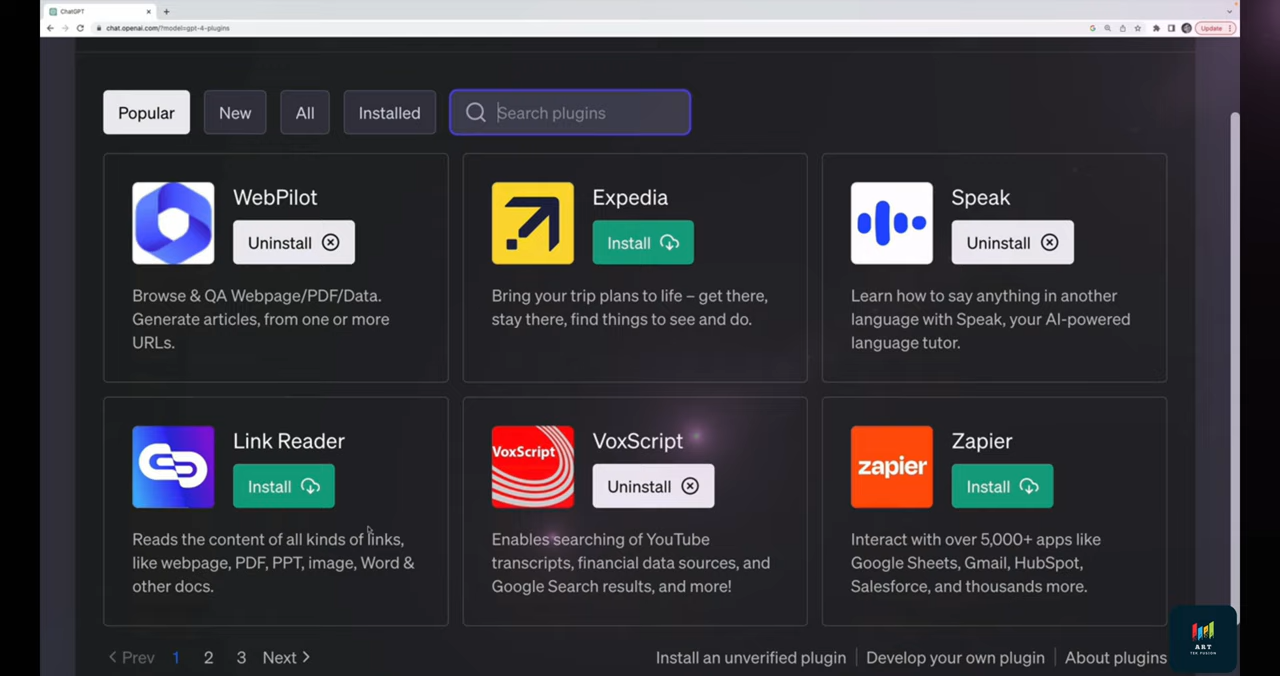 ChatGPT
chat.openai.com/?model=gpt-4-plugins
Update
Popular
New
All
Installed
Search plugins
WebPilot
Uninstall
Browse & QA Webpage/PDF/Data.
Generate articles, from one or more
URLs.
Expedia
Install
Bring your trip plans to life – get there,
stay there, find things to see and do.
Speak
Uninstall
Learn how to say anything in another
language with Speak, your AI-powered
language tutor.
Link Reader
Install
Reads the content of all kinds of links,
like webpage, PDF, PPT, image, Word &
other docs.
VoxScript
VoxScript
Uninstall
Enables searching of YouTube
transcripts, financial data sources, and
Google Search results, and more!
zapier
Zapier
Install
Interact with over 5,000+ apps like
Google Sheets, Gmail, HubSpot,
Salesforce, and thousands more.
Prev
1
2
3
Next
Install an unverified plugin
Develop your own plugin
About plugins
ART
TEK FUSION